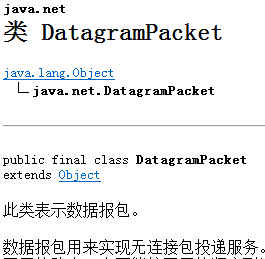 java.net
类 DatagramPacket
java.lang.Object
java.net.DatagramPacket
public final class DatagramPacket
extends Object
此类表示数据报包。
数据报包用来实现无连接包投递服务。